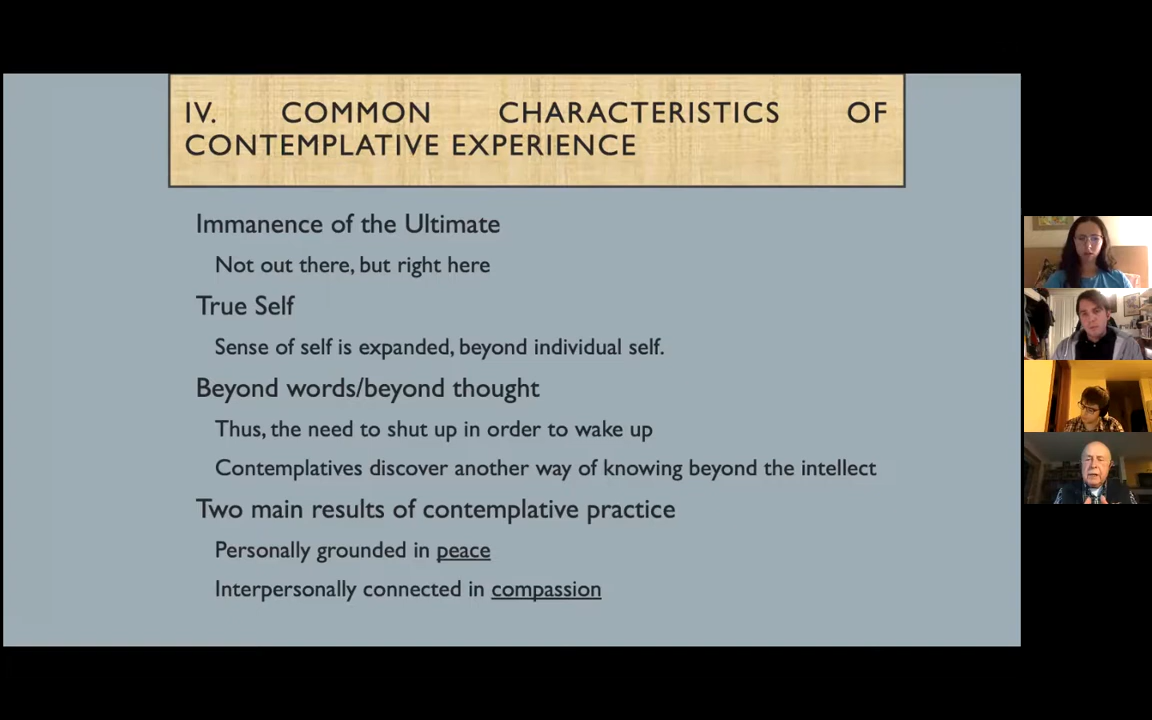 IV. COMMON CHARACTERISTICS OF
CONTEMPLATIVE EXPERIENCE
Immanence of the Ultimate
Not out there, but right here
True Self
Sense of self is expanded, beyond individual self.
Beyond words/beyond thought
Thus, the need to shut up in order to wake up
Contemplatives discover another way of knowing beyond the intellect
Two main results of contemplative practice
Personally grounded in peace
Interpersonally connected in compassion